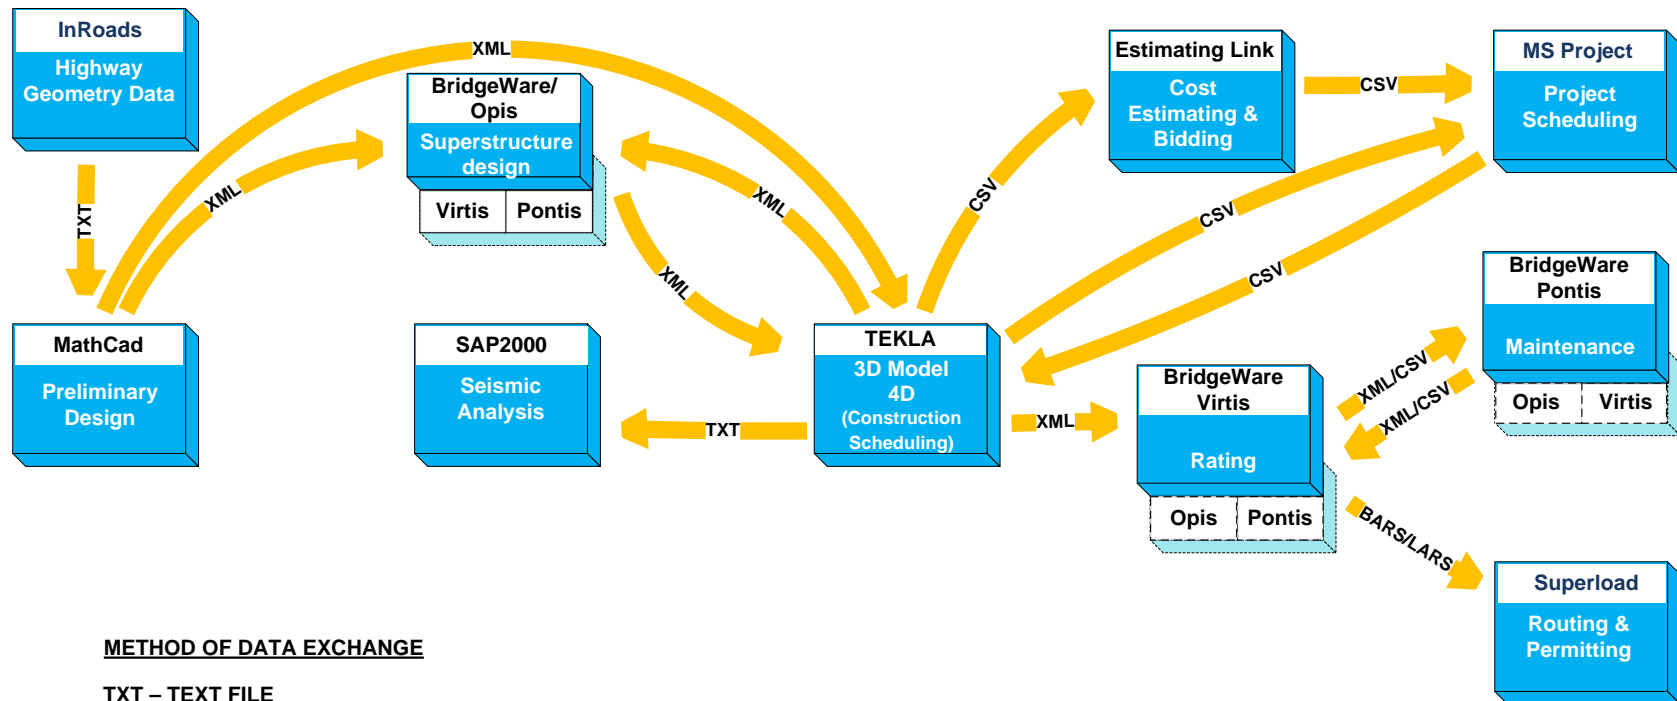 InRoads
Highway
Geometry Data
XML
BridgeWare/
Opis
Superstructure
design
Virtis
Pontis
Estimating Link
Cost
Estimating &
Bidding
CSV
MS Project
Project
Scheduling
TXT
XML
XML
XML
CSV
CSV
CSV
MathCad
Preliminary
Design
SAP2000
Seismic
Analysis
TXT
TEKLA
3D Model
4D
(Construction
Scheduling)
XML
BridgeWare
Virtis
Rating
Opis
Pontis
XML/CSV
XML/CSV
BridgeWare
Pontis
Maintenance
Opis
Virtis
BARS/LARS
Superload
Routing &
Permitting
METHOD OF DATA EXCHANGE
TXT – TEXT FILE